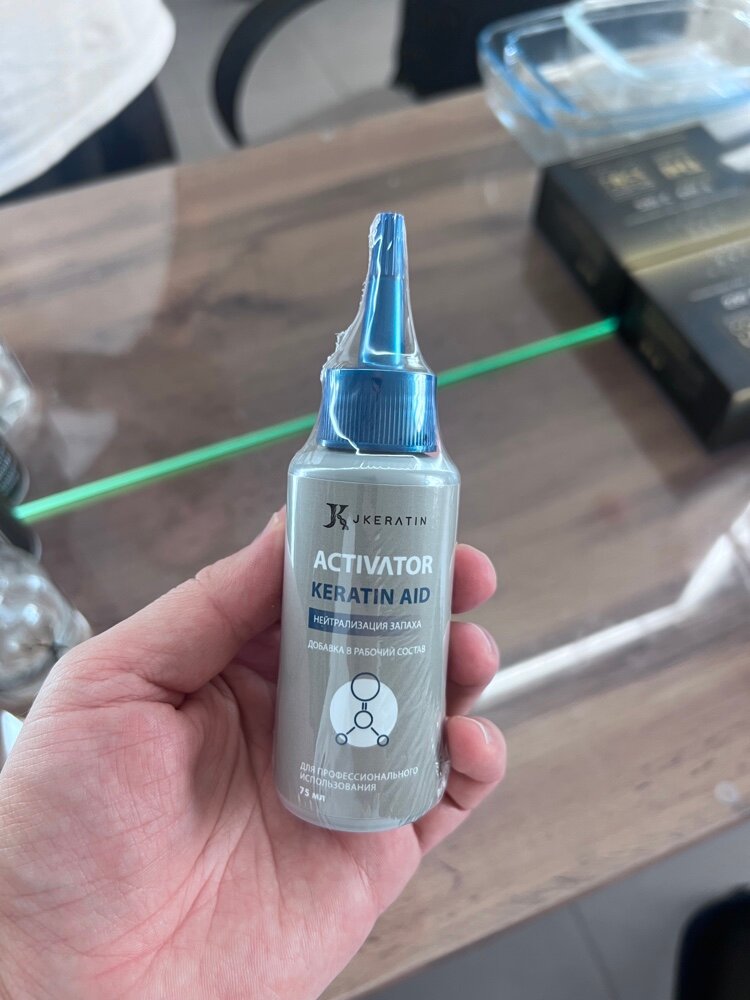 JKERATIN
ACTIVATOR
KERATIN AID
НЕЙТРАЛИЗАЦИЯ ЗАПАХА
ДОБАВКА В РАБОЧИЙ СОСТАВ
ДЛЯ ПРОФЕССИОНАЛЬНОГО
ИСПОЛЬЗОВАНИЯ
75 мл